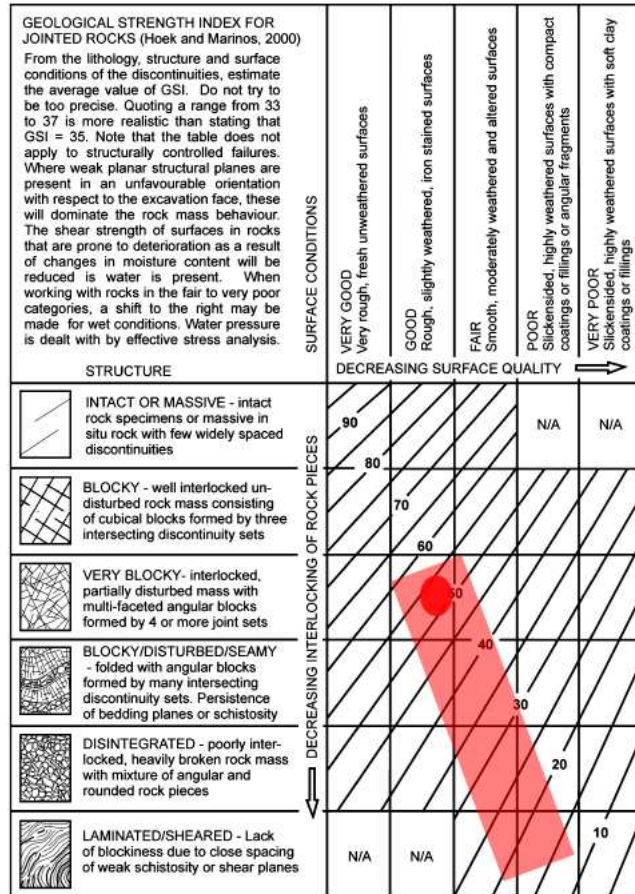 GEOLOGICAL STRENGTH INDEX FOR
JOINTED ROCKS (Hoek and Marinos, 2000)
From the lithology, structure and surface
conditions of the discontinuities, estimate
the average value of GSI. Do not try to
be too precise. Quoting a range from 33
to 37 is more realistic than stating that
GSI = 35. Note that the table does not
apply to structurally controlled failures.
Where weak planar structural planes are
present in an unfavourable orientation
with respect to the excavation face, these
will dominate the rock mass behaviour.
The shear strength of surfaces in rocks
that are prone to deterioration as a result
of changes in moisture content will be
reduced is water is present. When
working with rocks in the fair to very poor
categories, a shift to the right may be
made for wet conditions. Water pressure
is dealt with by effective stress analysis.
STRUCTURE
SURFACE CONDITIONS
VERY GOOD
Very rough, fresh unweathered surfaces
GOOD
Rough, slightly weathered, iron stained surfaces
FAIR
Smooth, moderately weathered and altered surfaces
POOR
Slickensided, highly weathered surfaces with compact
coatings or fillings or angular fragments
VERY POOR
Slickensided, highly weathered surfaces with soft clay
coatings or fillings
DECREASING SURFACE QUALITY
DECREASING INTERLOCKING OF ROCK PIECES
INTACT OR MASSIVE - intact
rock specimens or massive in
situ rock with few widely spaced
discontinuities
90
80
N/A
N/A
BLOCKY - well interlocked un-
disturbed rock mass consisting
of cubical blocks formed by three
intersecting discontinuity sets
70
60
VERY BLOCKY- interlocked,
partially disturbed mass with
multi-faceted angular blocks
formed by 4 or more joint sets
50
BLOCKY/DISTURBED/SEAMY
- folded with angular blocks
formed by many intersecting
discontinuity sets. Persistence
of bedding planes or schistosity
40
30
DISINTEGRATED - poorly inter-
locked, heavily broken rock mass
with mixture of angular and
rounded rock pieces
20
LAMINATED/SHEARED - Lack
of blockiness due to close spacing
of weak schistosity or shear planes
N/A
N/A
10